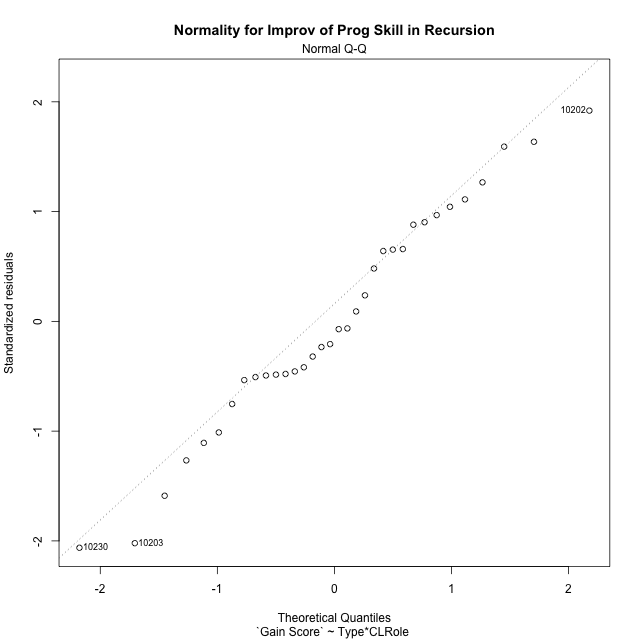 Normality for Improv of Prog Skill in Recursion
Normal Q-Q
Standardized residuals
2
1
0
-1
-2
10202
10230
10203
-2 -1 0 1 2
Theoretical Quantiles
`Gain Score` ~ Type*CLRole